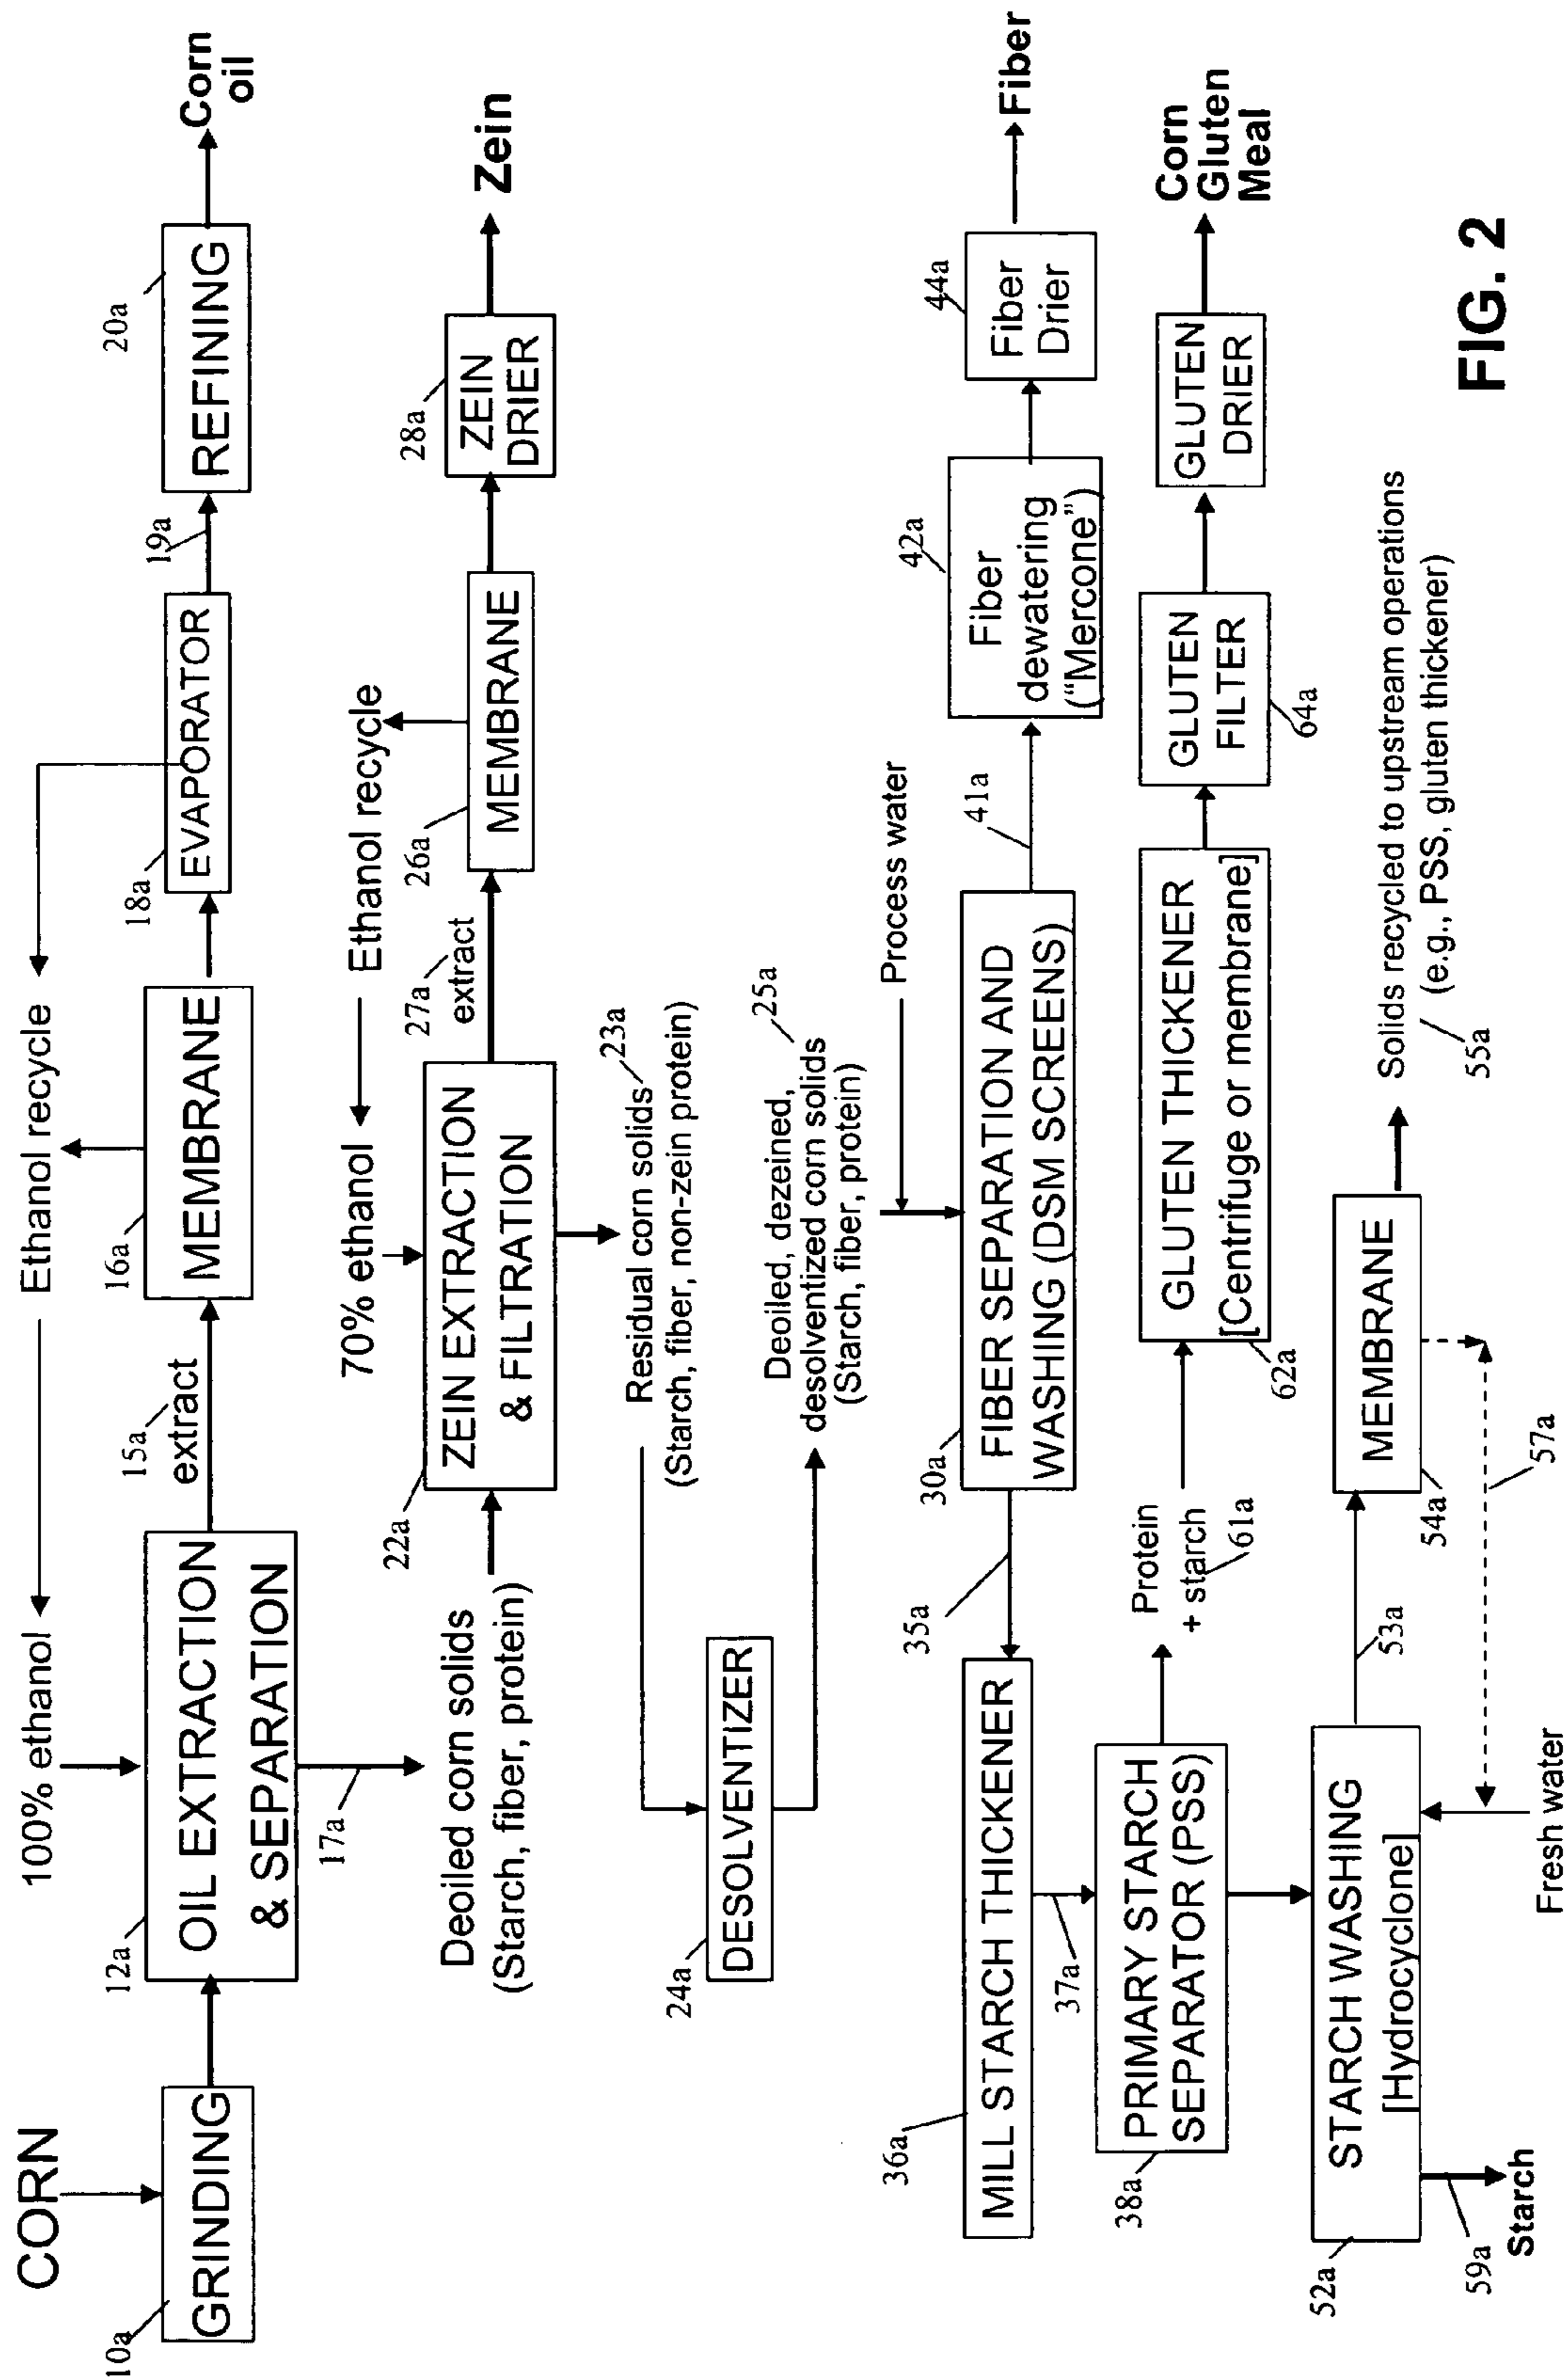 CORN
10a
GRINDING
100% ethanol
Ethanol recycle
12a
OIL EXTRACTION
& SEPARATION
15a
extract
16a
MEMBRANE
18a
EVAPORATOR
19a
20a
REFINING
Corn
oil
17a
Deoiled corn solids
(Starch, fiber, protein)
70% ethanol
Ethanol recycle
22a
ZEIN EXTRACTION
& FILTRATION
27a
extract
26a
MEMBRANE
28a
ZEIN
DRIER
Zein
Residual corn solids
23a
(Starch, fiber, non-zein protein)
24a
DESOLVENTIZER
Deoiled, dezeined,
25a
desolventized corn solids
(Starch, fiber, protein)
Process water
30a
FIBER SEPARATION AND
WASHING (DSM SCREENS)
41a
42a
Fiber
dewatering
("Mercone")
44a
Fiber
Drier
Fiber
35a
36a
MILL STARCH THICKENER
37a
38a
PRIMARY STARCH
SEPARATOR (PSS)
Protein
+ starch
61a
GLUTEN THICKENER
[Centrifuge or membrane]
62a
GLUTEN
FILTER
64a
GLUTEN
DRIER
Corn
Gluten
Meal
52a
STARCH WASHING
[Hydrocyclone]
53a
54a
MEMBRANE
Solids recycled to upstream operations
(e.g., PSS, gluten thickener)
55a
57a
59a
Starch
Fresh water
FIG. 2